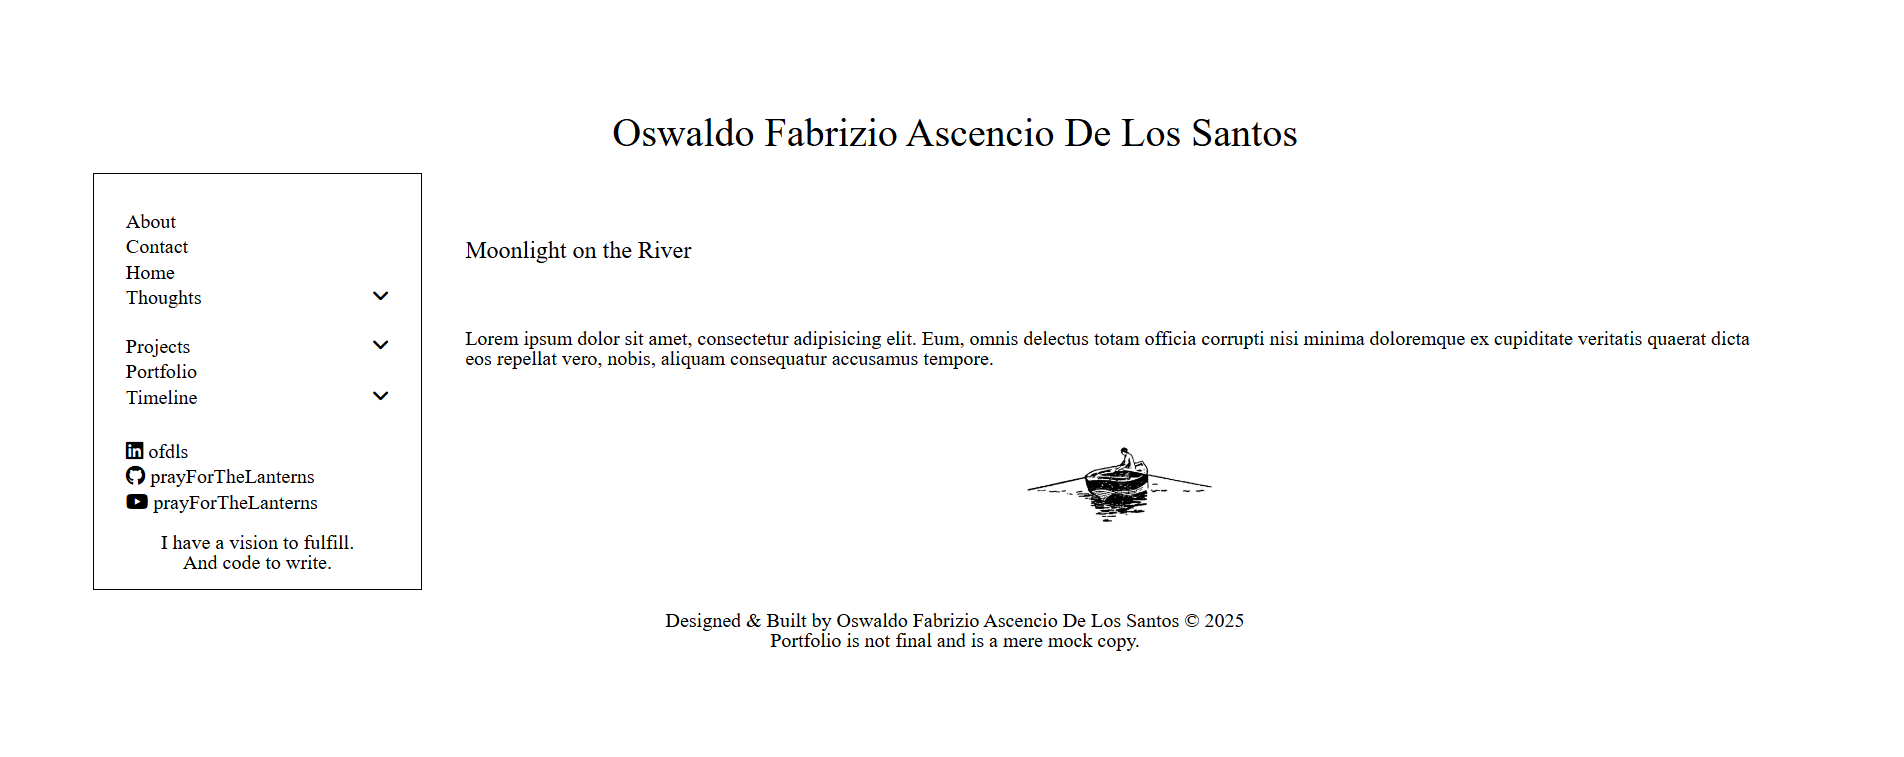 Oswaldo Fabrizio Ascencio De Los Santos
About
Contact
Home
Thoughts
Projects
Portfolio
Timeline
in ofdls
prayForTheLanterns
prayForTheLanterns
I have a vision to fulfill.
And code to write.
Moonlight on the River
Lorem ipsum dolor sit amet, consectetur adipisicing elit. Eum, omnis delectus totam officia corrupti nisi minima doloremque ex cupiditate veritatis quaerat dicta
eos repellat vero, nobis, aliquam consequatur accusamus tempore.
Designed & Built by Oswaldo Fabrizio Ascencio De Los Santos © 2025
Portfolio is not final and is a mere mock copy.